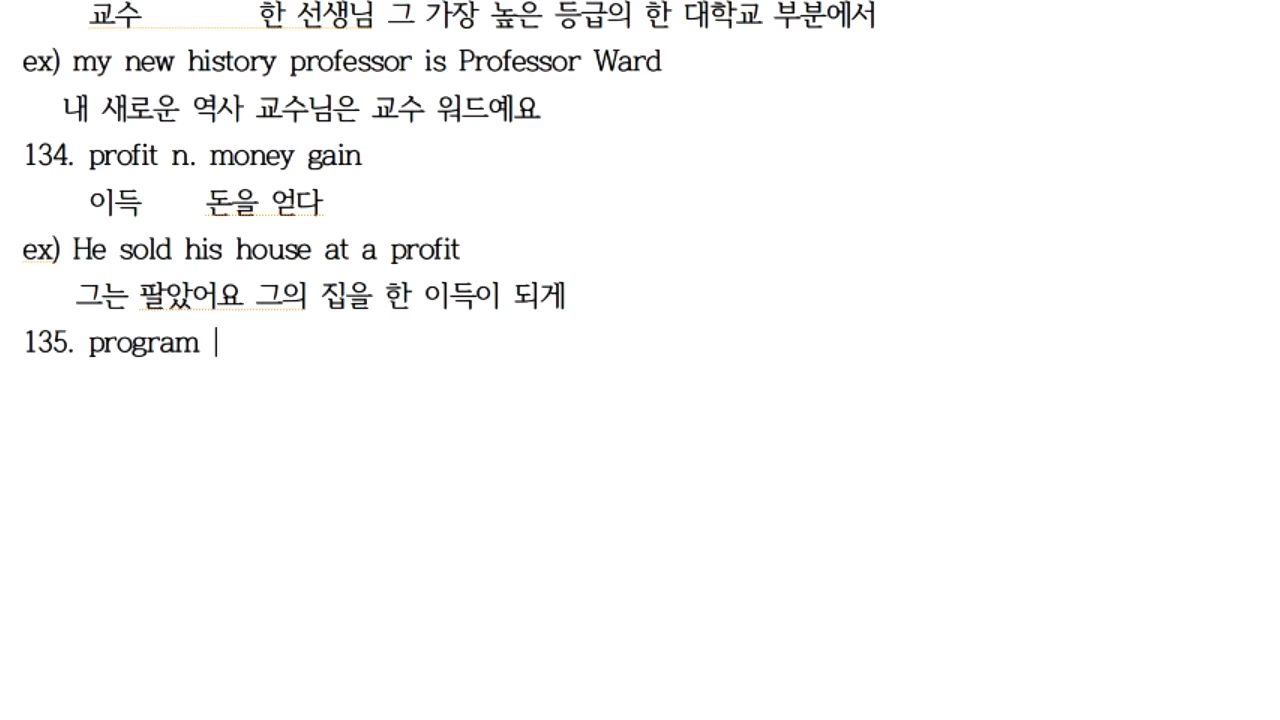 교수 한 선생님 그 가장 높은 등급의 한 대학교 부분에서
ex) my new history professor is Professor Ward
내 새로운 역사 교수님은 교수 워드예요
134. profit n. money gain
이득 돈을 얻다
ex) He sold his house at a profit
그는 팔았어요 그의 집을 한 이득이 되게
135. program